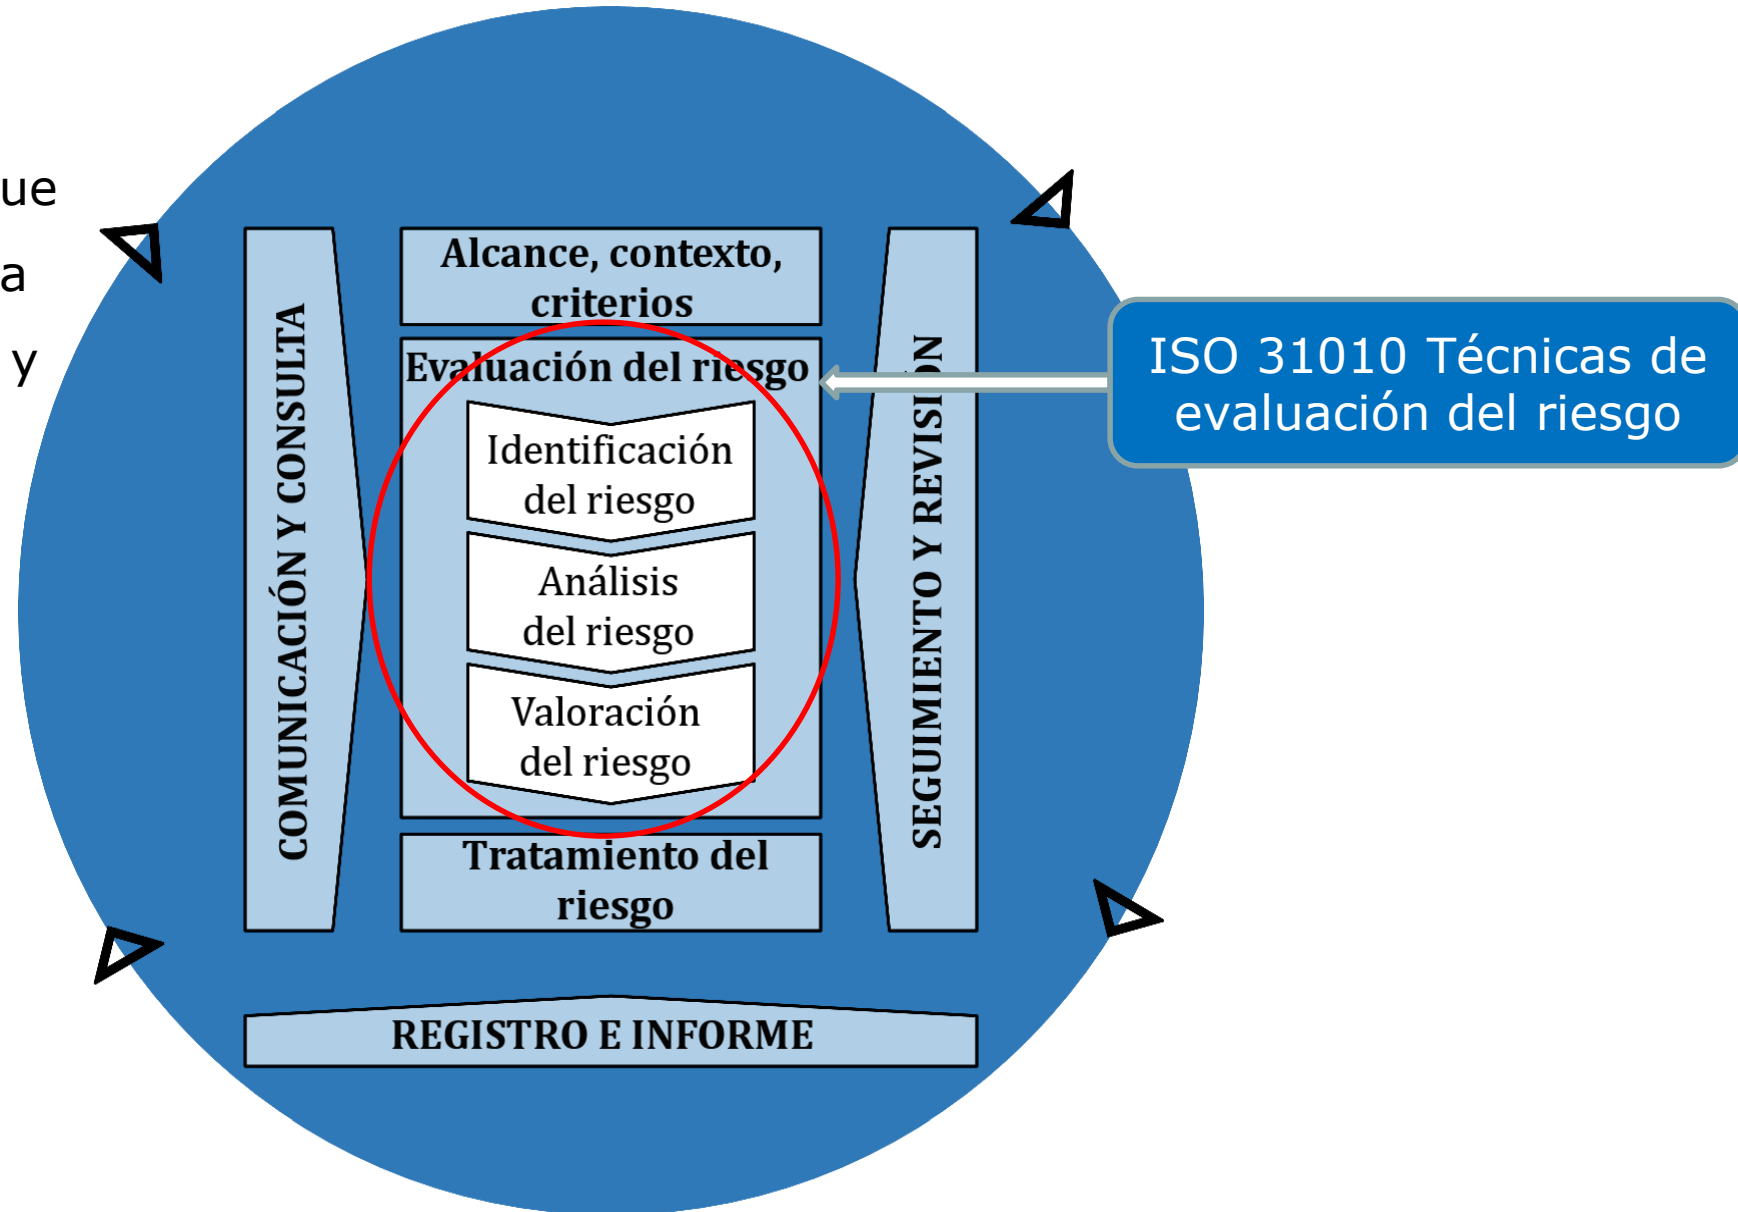 ue
a
y
Alcance, contexto,
criterios
Evaluación del riesgo
Identificación
del riesgo
Análisis
del riesgo
Valoración
del riesgo
Tratamiento del
riesgo
COMUNICACIÓN Y CONSULTA
SEGUIMIENTO Y REVISIÓN
REGISTRO E INFORME
ISO 31010 Técnicas de
evaluación del riesgo